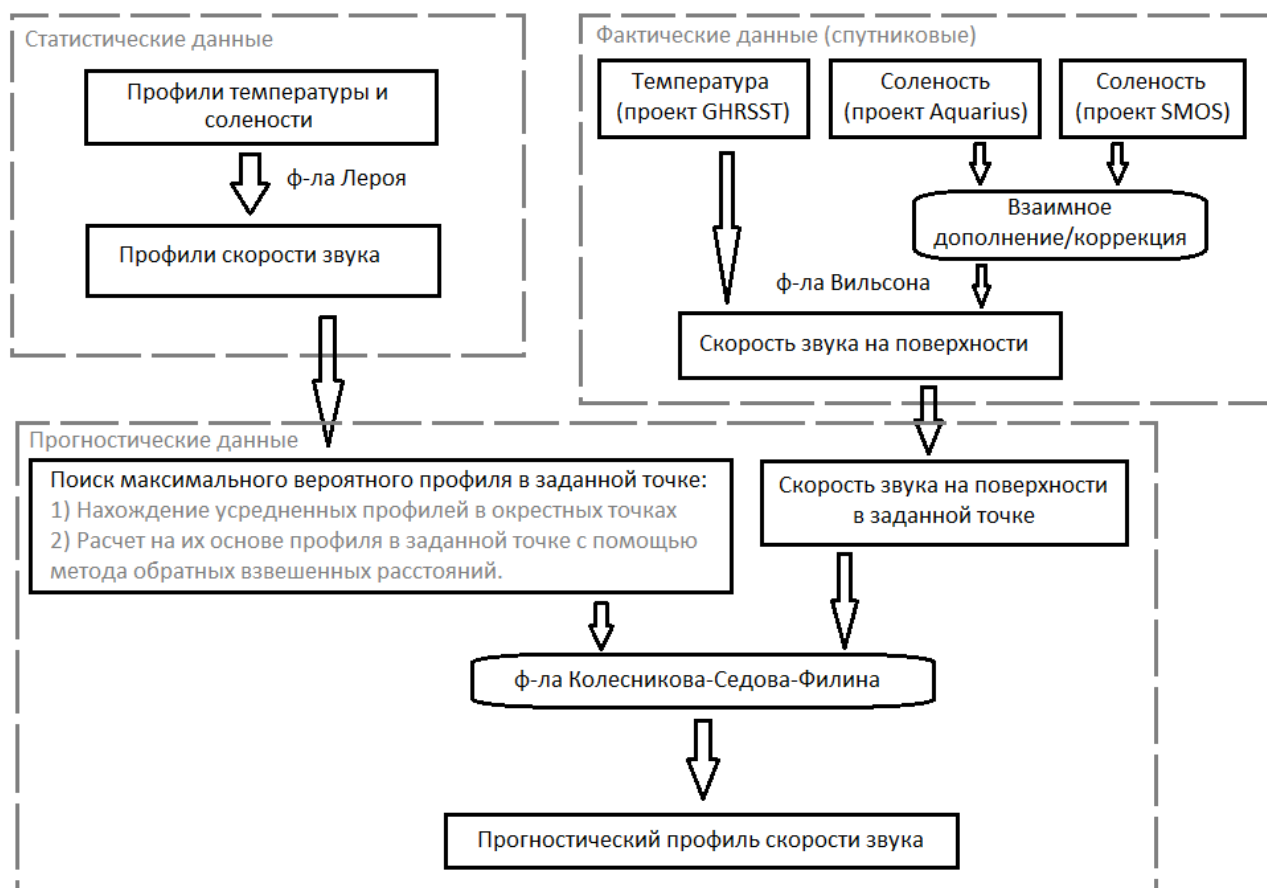 Статистические данные
Профили температуры и
солености
ф-ла Лероя
Профили скорости звука
Фактические данные (спутниковые)
Температура
(проект GHRSST)
Соленость
(проект Aquarius)
Соленость
(проект SMOS)
Взаимное
дополнение/коррекция
ф-ла Вильсона
Скорость звука на поверхности
Прогностические данные
Поиск максимального вероятного профиля в заданной точке:
1) Нахождение усредненных профилей в окрестных точках
2) Расчет на их основе профиля в заданной точке с помощью
метода обратных взвешенных расстояний.
Скорость звука на поверхности
в заданной точке
ф-ла Колесникова-Седова-Филина
Прогностический профиль скорости звука